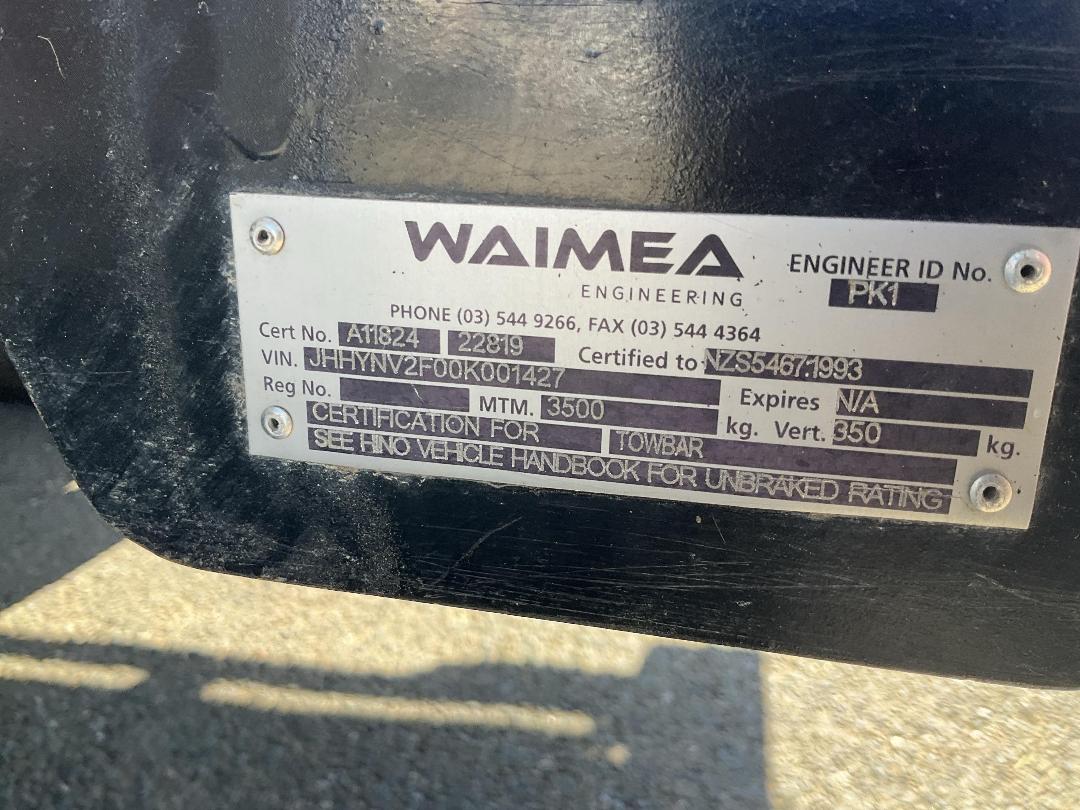 WAIMEA
ENGINEERING
ENGINEER ID No.
PK1
PHONE (03) 544 9266, FAX (03) 544 4364
Cert No. A11824 22819 Certified to NZS5467:1993
VIN. JHHYNV2F00K001427 Expires N/A
Reg No. MTM. 3500 kg. Vert. 350 kg.
CERTIFICATION FOR TOWBAR
SEE HINO VEHICLE HANDBOOK FOR UNBRAKED RATING